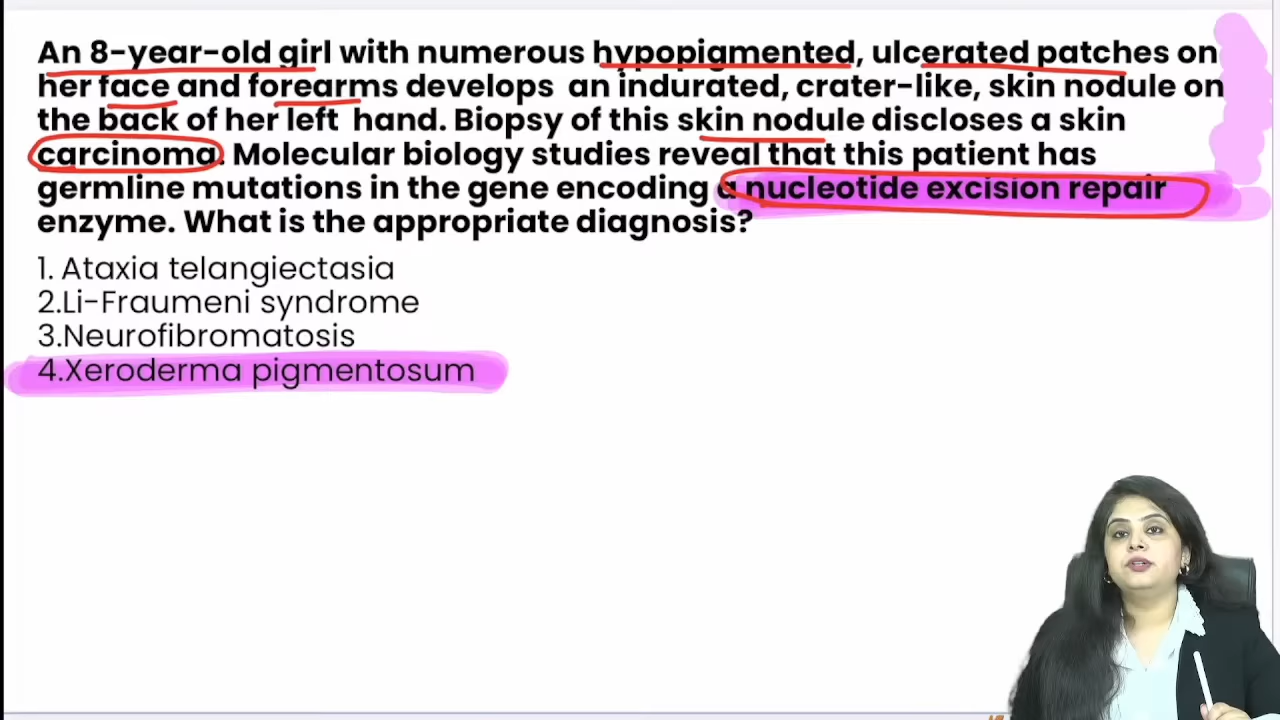 An 8-year-old girl with numerous hypopigmented, ulcerated patches on
her face and forearms develops an indurated, crater-like, skin nodule on
the back of her left hand. Biopsy of this skin nodule discloses a skin
carcinoma. Molecular biology studies reveal that this patient has
germline mutations in the gene encoding a nucleotide excision repair
enzyme. What is the appropriate diagnosis?
1. Ataxia telangiectasia
2.Li-Fraumeni syndrome
3.Neurofibromatosis
4.Xeroderma pigmentosum